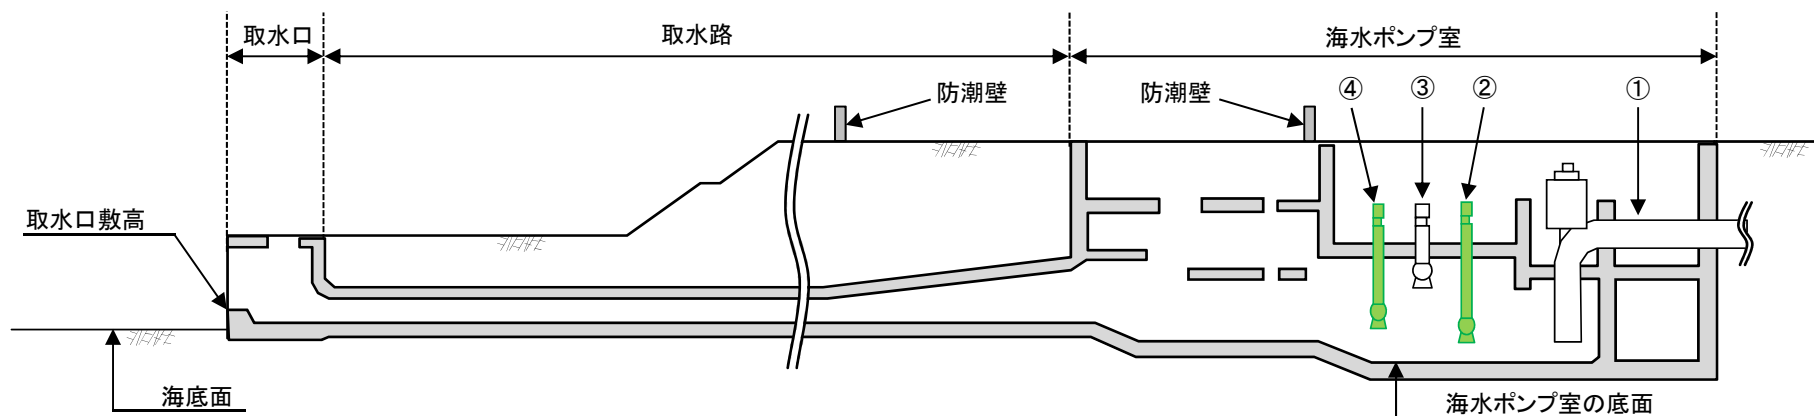 取水口
取水路
海水ポンプ室
防潮壁
防潮壁
④
③
②
①
取水口敷高
海底面
海水ポンプ室の底面